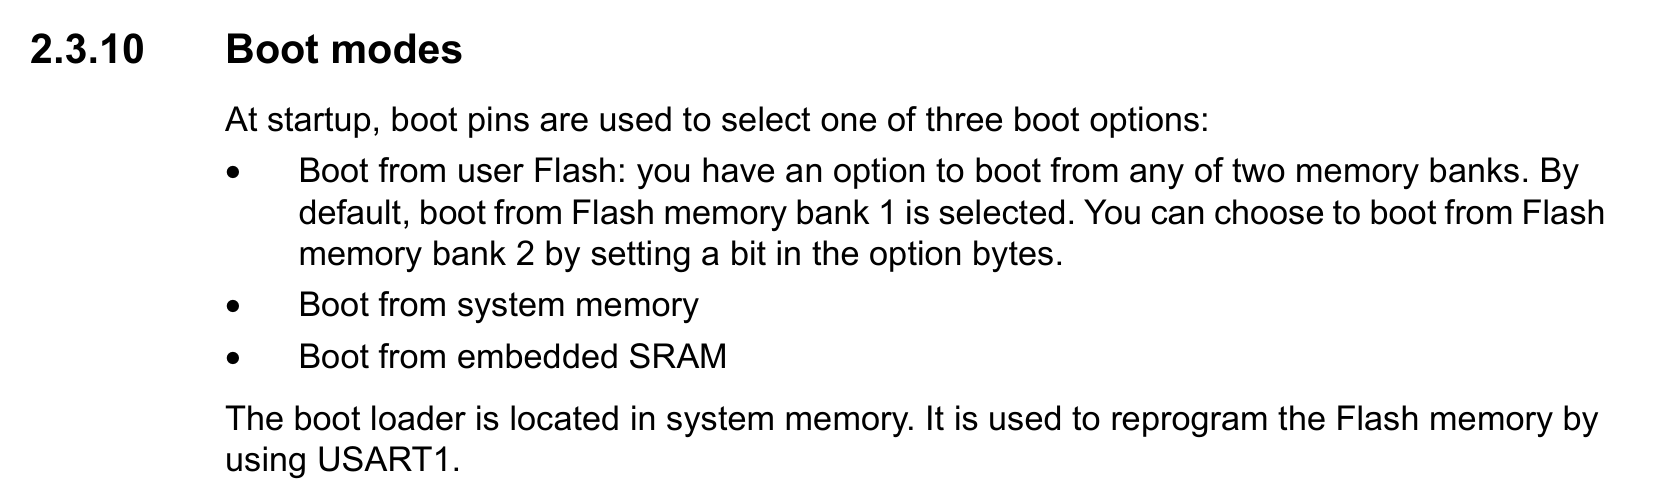 2.3.10 Boot modes
At startup, boot pins are used to select one of three boot options:
• Boot from user Flash: you have an option to boot from any of two memory banks. By
default, boot from Flash memory bank 1 is selected. You can choose to boot from Flash
memory bank 2 by setting a bit in the option bytes.
• Boot from system memory
• Boot from embedded SRAM
The boot loader is located in system memory. It is used to reprogram the Flash memory by
using USART1.